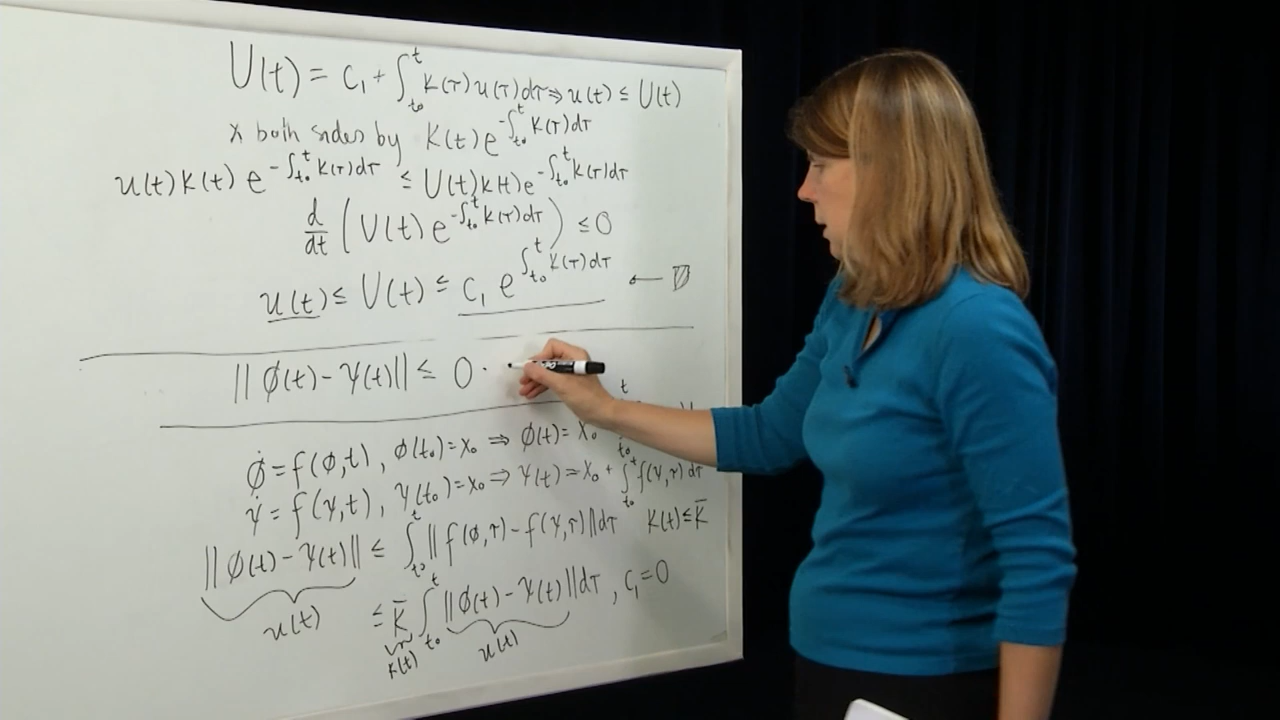 U(t) = c₁ + ∫_{t₀}^{t} K(τ)u(τ)dτ ⇒ u(t) ≤ U(t)
x both sides by K(t)e^{-∫_{t₀}^{t} K(τ)dτ}
u(t)K(t) e^{-∫_{t₀}^{t} K(τ)dτ} ≤ U(t)K(t)e^{-∫_{t₀}^{t} K(τ)dτ}
d/dt (U(t)e^{-∫_{t₀}^{t} K(τ)dτ}) ≤ 0
u(t) ≤ U(t) ≤ c₁ e^{∫_{t₀}^{t} K(τ)dτ} ←
||φ(t) - ψ(t)|| ≤ 0 ·
φ̇ = f(φ,t), φ(t₀)=x₀ ⇒ φ(t)= x₀ t t₀
ψ̇ = f(ψ,t), ψ(t₀)=x₀ ⇒ ψ(t) = x₀ + ∫_{t₀}^{t} f(ψ,τ)dτ
||φ(t) - ψ(t)|| ≤ ∫_{t₀}^{t} ||f(φ,τ) - f(ψ,τ)||dτ K(t) ≤ K̄
u(t) ≤ K̄ ∫_{t₀}^{t} ||φ(t) - ψ(t)||dτ, c₁=0
K(t) u(t)